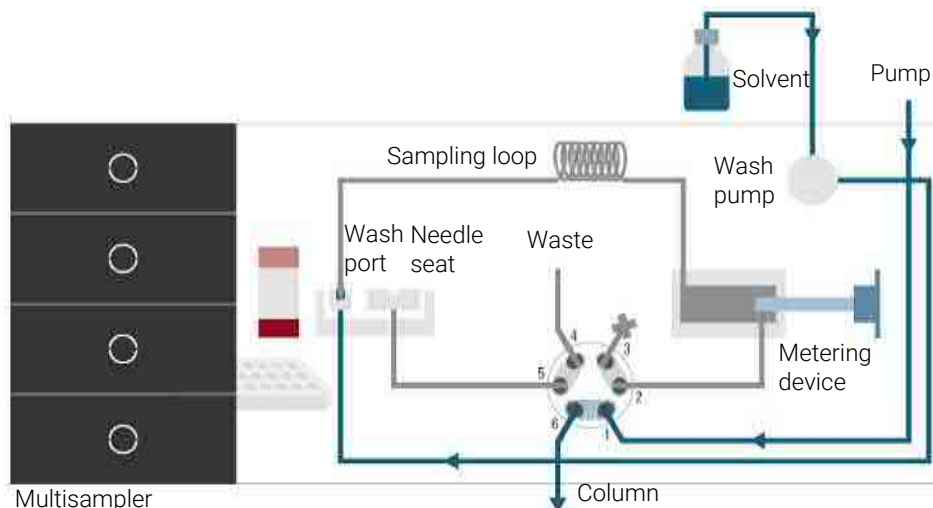 Solvent
Pump
Sampling loop
Wash
pump
Wash
port
Needle
seat
Waste
4
3
5
2
6
1
Metering
device
Column
Multisampler